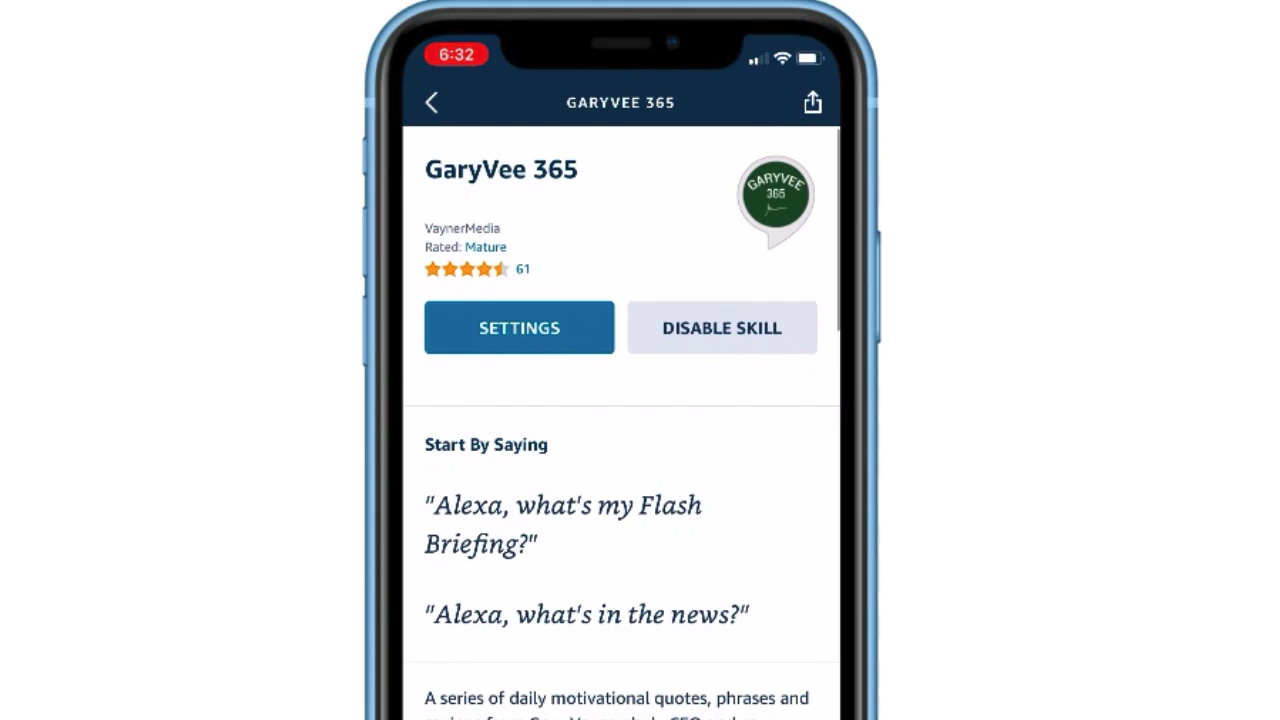 6:32
GARYVEE 365
GaryVee 365
GARYVEE
365
VaynerMedia
Rated: Mature
61
SETTINGS
DISABLE SKILL
Start By Saying
"Alexa, what's my Flash
Briefing?"
"Alexa, what's in the news?"
A series of daily motivational quotes, phrases and